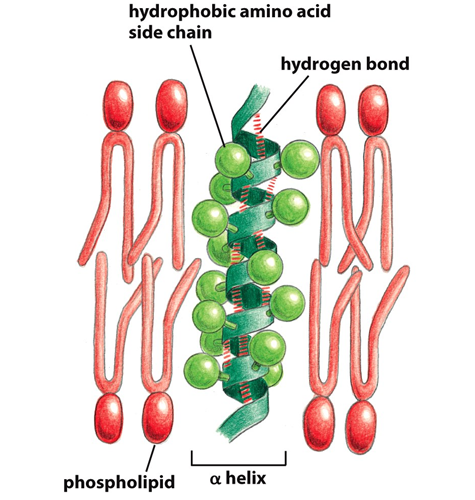 hydrophobic amino acid
side chain
hydrogen bond
phospholipid
α helix